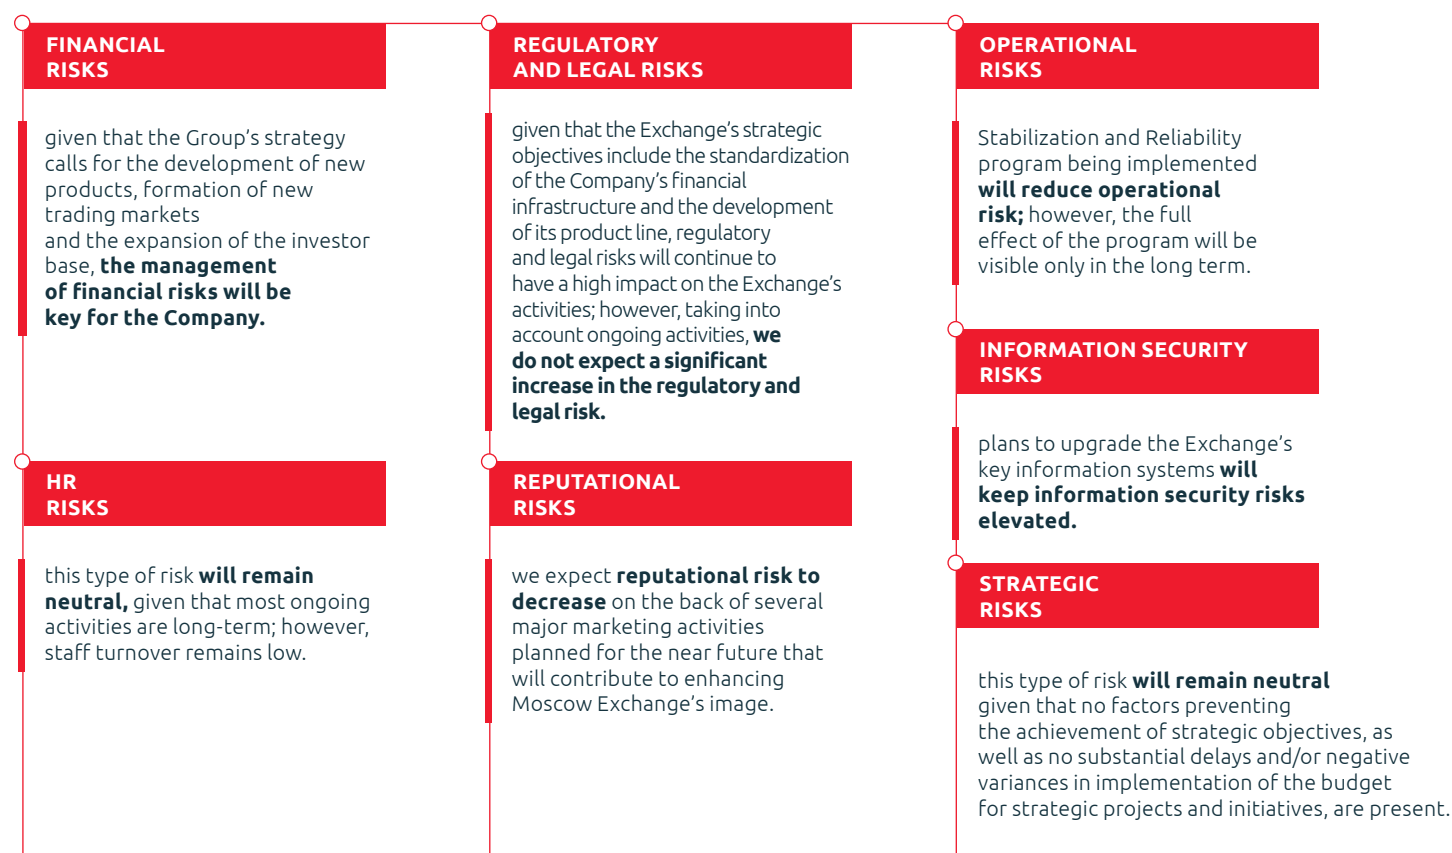 FINANCIAL
RISKS
given that the Group’s strategy
calls for the development of new
products, formation of new
trading markets
and the expansion of the investor
base, the management
of financial risks will be
key for the Company.
HR
RISKS
this type of risk will remain
neutral, given that most ongoing
activities are long-term; however,
staff turnover remains low.
REGULATORY
AND LEGAL RISKS
given that the Exchange’s strategic
objectives include the standardization
of the Company’s financial
infrastructure and the development
of its product line, regulatory
and legal risks will continue to
have a high impact on the Exchange’s
activities; however, taking into
account ongoing activities, we
do not expect a significant
increase in the regulatory and
legal risk.
REPUTATIONAL
RISKS
we expect reputational risk to
decrease on the back of several
major marketing activities
planned for the near future that
will contribute to enhancing
Moscow Exchange’s image.
OPERATIONAL
RISKS
Stabilization and Reliability
program being implemented
will reduce operational
risk; however, the full
effect of the program will be
visible only in the long term.
INFORMATION SECURITY
RISKS
plans to upgrade the Exchange’s
key information systems will
keep information security risks
elevated.
STRATEGIC
RISKS
this type of risk will remain neutral
given that no factors preventing
the achievement of strategic objectives, as
well as no substantial delays and/or negative
variances in implementation of the budget
for strategic projects and initiatives, are present.